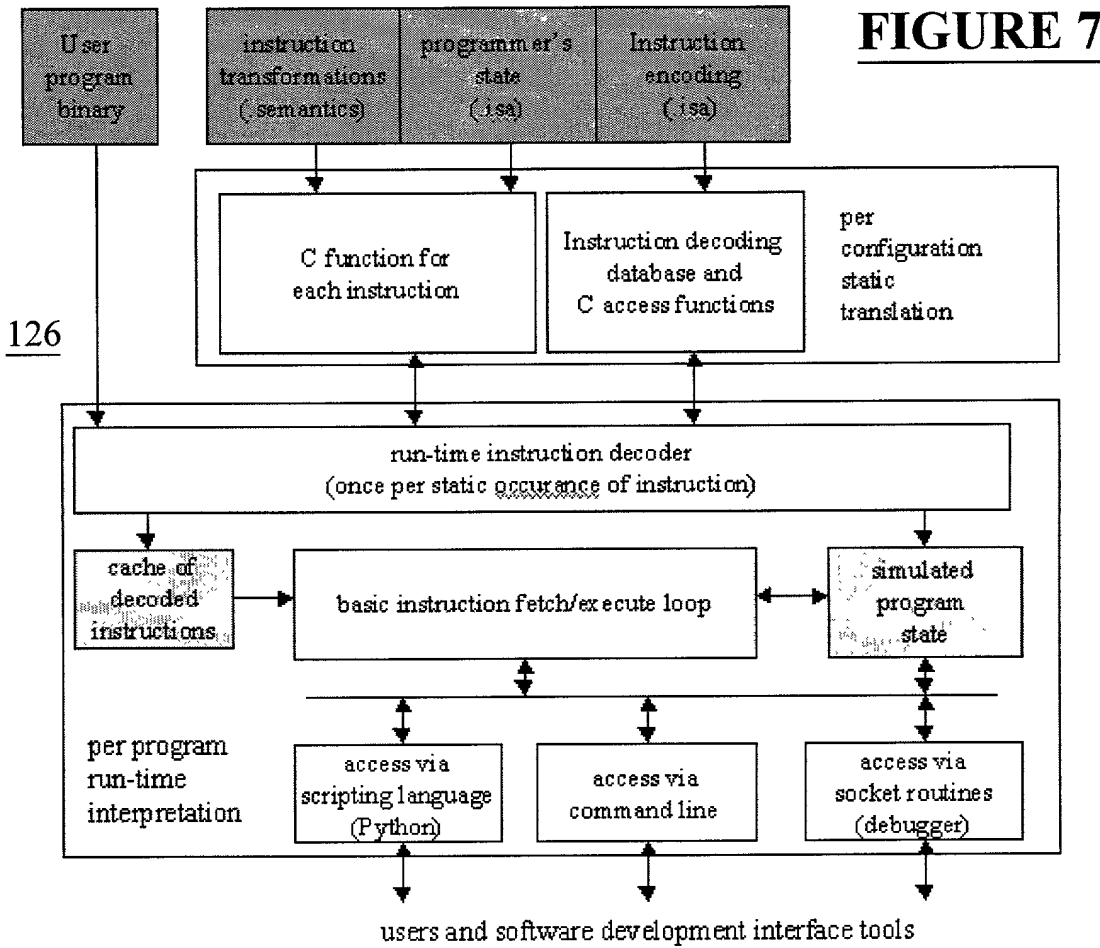 FIGURE 7
User
program
binary
instruction
transformations
(.semantics)
programmer's
state
(.isa)
Instruction
encoding
(.isa)
C function for
each instruction
Instruction decoding
database and
C access functions
per
configuration
static
translation
126
run-time instruction decoder
(once per static occurance of instruction)
cache of
decoded
instructions
basic instruction fetch/execute loop
simulated
program
state
per program
run-time
interpretation
access via
scripting language
(Python)
access via
command line
access via
socket routines
(debugger)
users and software development interface tools